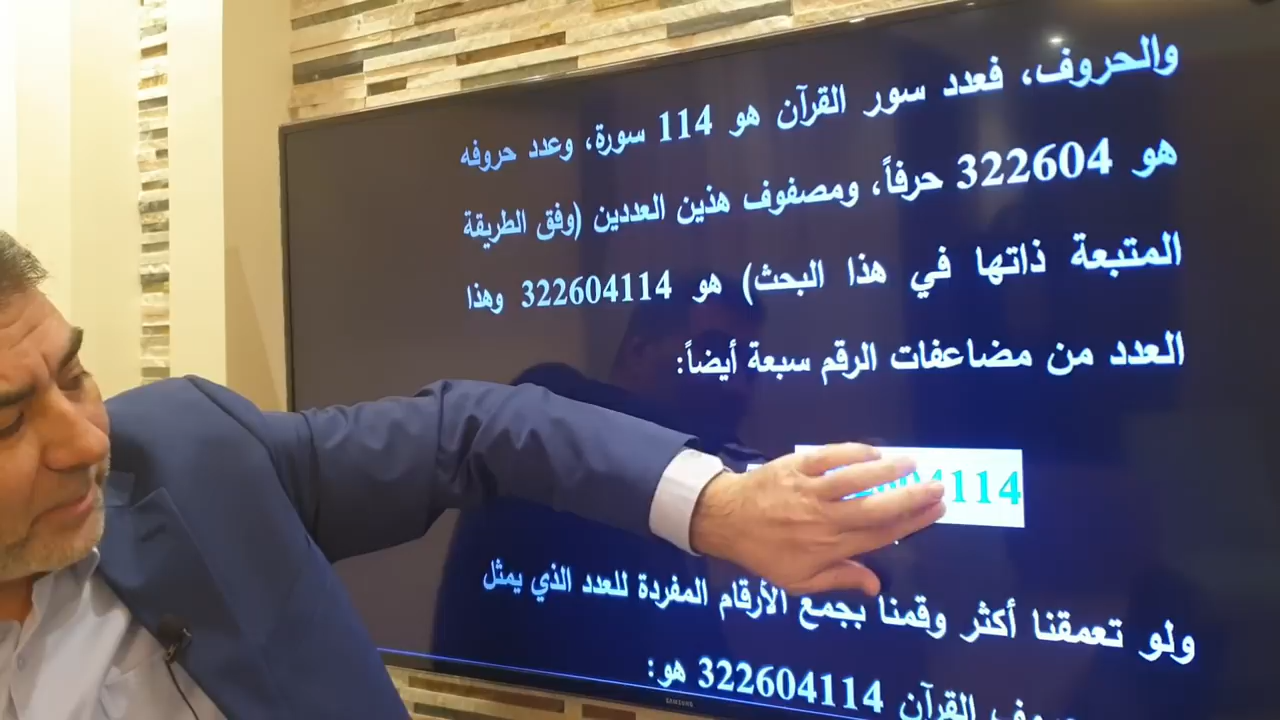 والحروف، فعدد سور القرآن هو 114 سورة، وعدد حروفه
هو 322604 حرفاً، ومصفوف هذين العددين (وفق الطريقة
المتبعة ذاتها في هذا البحث) هو 322604114 وهذا
العدد من مضاعفات الرقم سبعة أيضاً:
4114
ولو تعمقنا أكثر وقمنا بجمع الأرقام المفردة للعدد الذي يمثل
القرآن 322604114 هو:
SAMSUNG